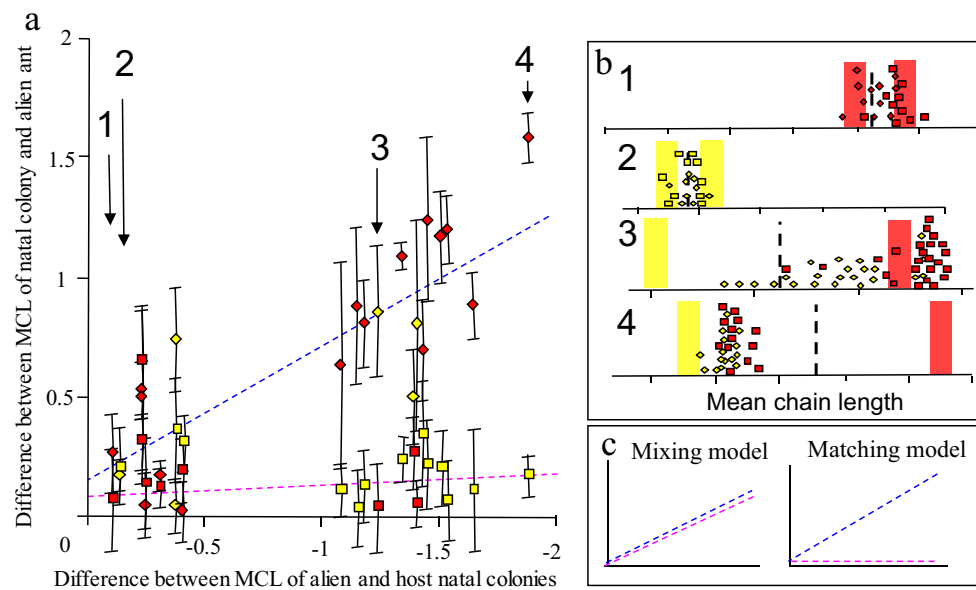 a
Difference between MCL of natal colony and alien ant
2
1.5
1
0.5
0
-0.5
-1
-1.5
-2
Difference between MCL of alien and host natal colonies
1
2
3
4
b
1
2
3
4
Mean chain length
c
Mixing model
Matching model